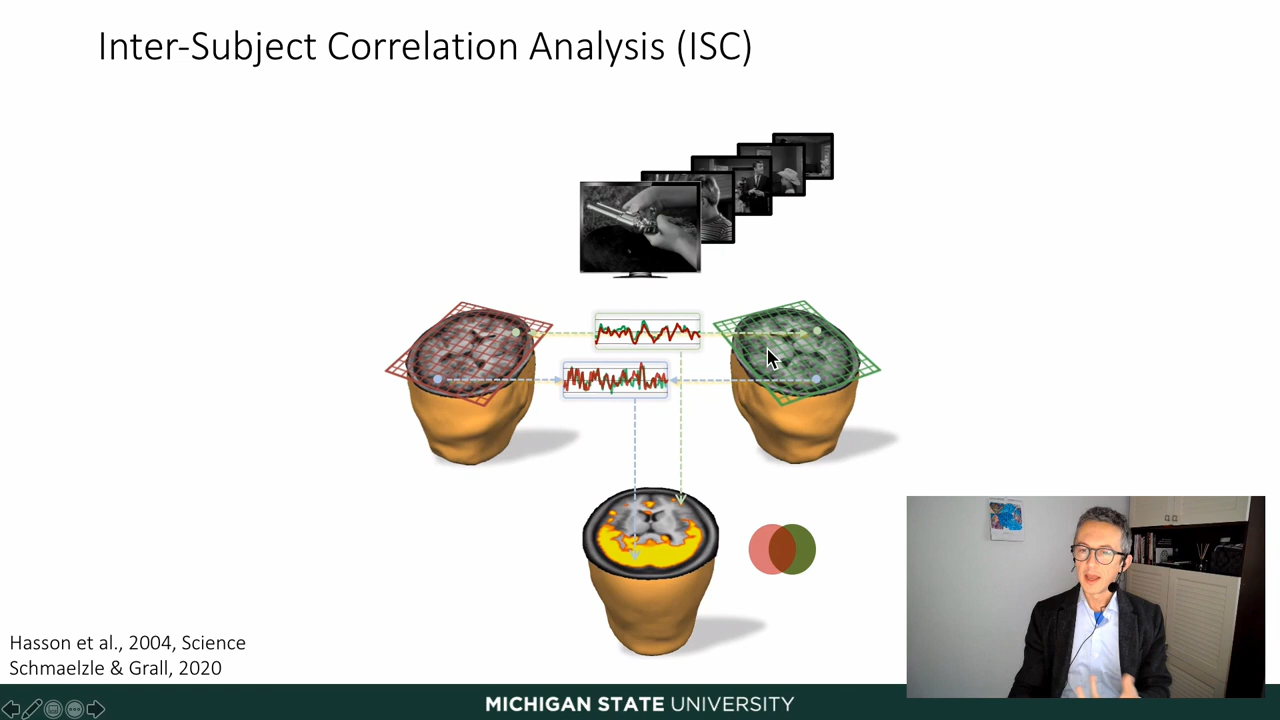 Inter-Subject Correlation Analysis (ISC)
Hasson et al., 2004, Science
Schmaelzle & Grall, 2020
MICHIGAN STATE UNIVERSITY